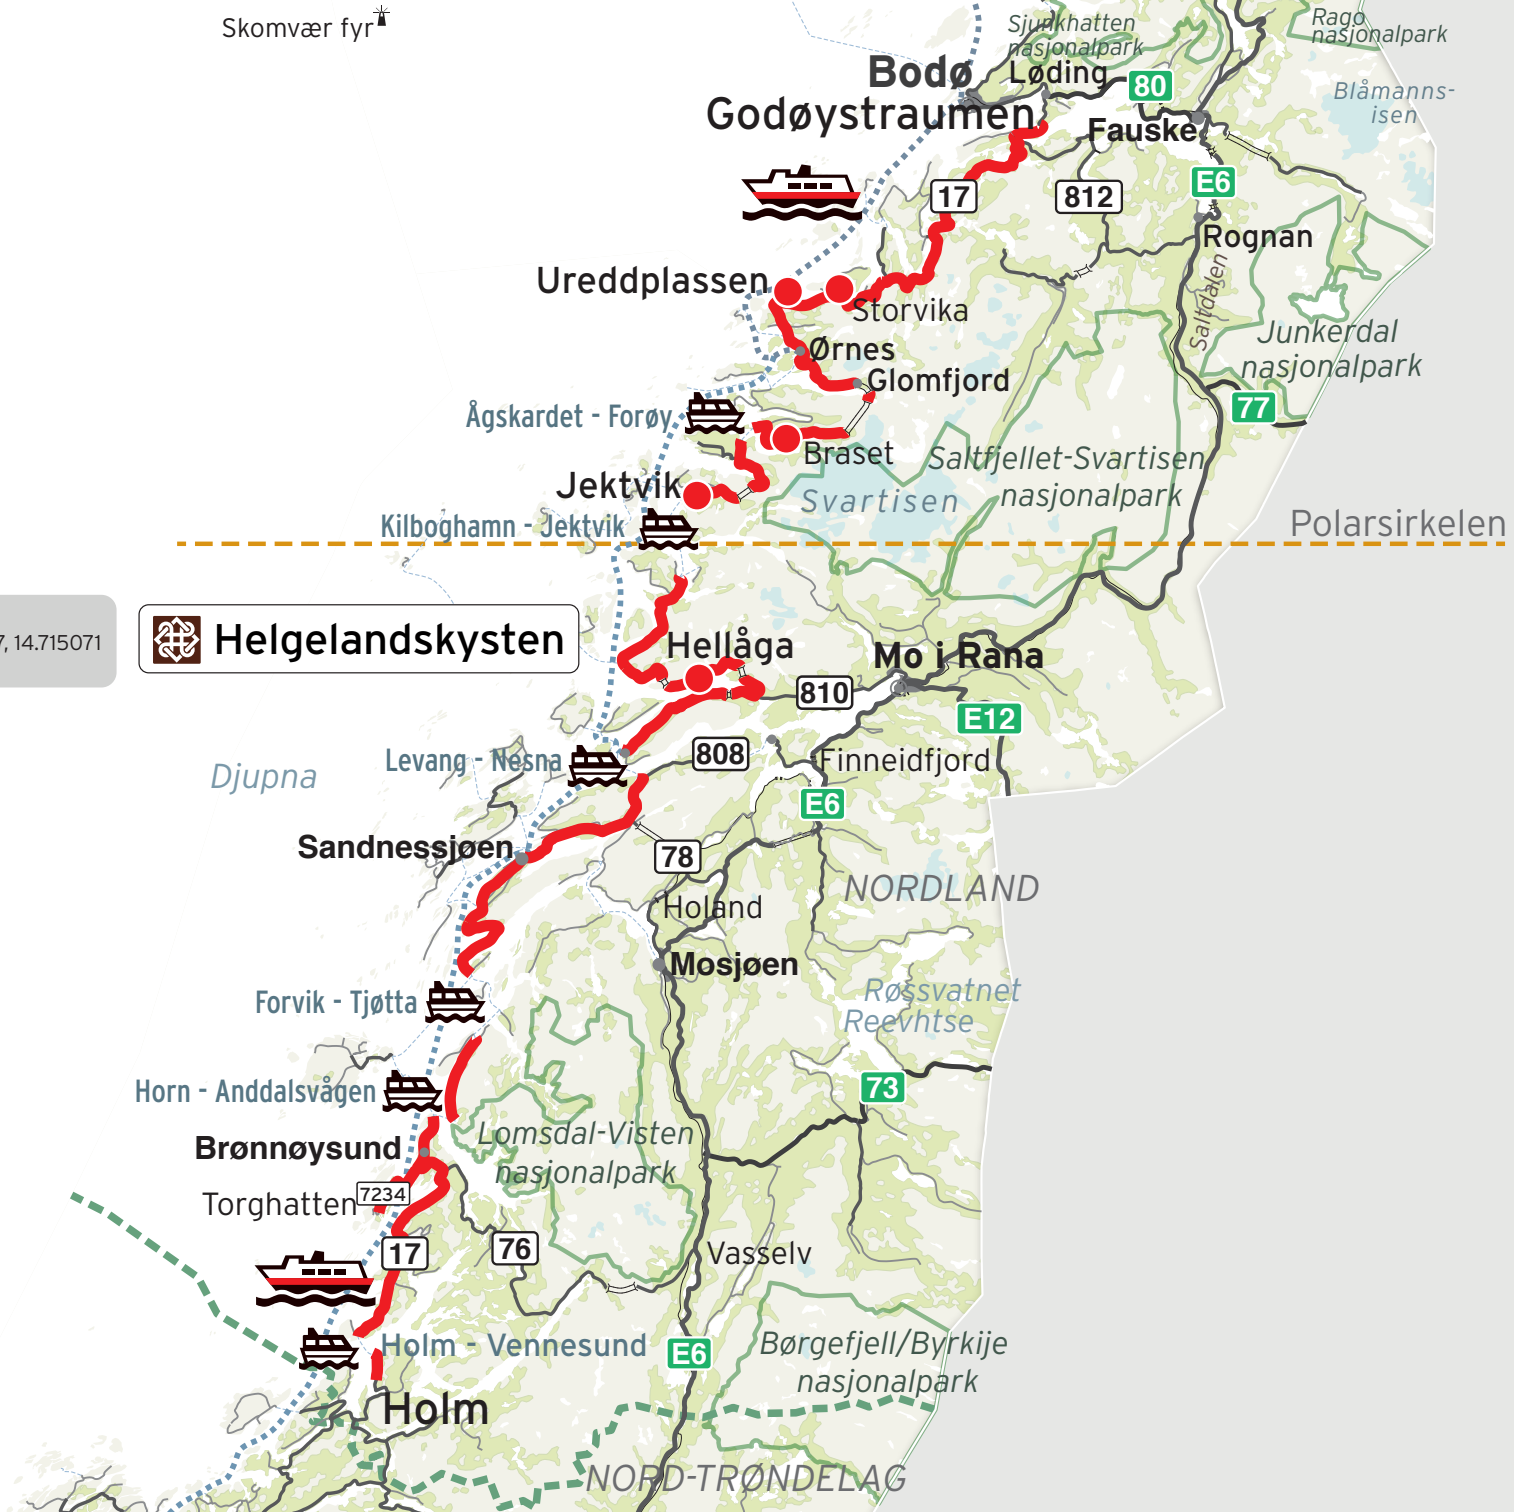 Skomvær fyr
Sjunkhatten
nasjonalpark
Rago
nasjonalpark
Bodø
Løding
80
Blåmanns-
isen
Godøystraumen
Fauske
17
812
E6
Rognan
Saltdalen
Ureddplassen
Storvika
Junkerdal
nasjonalpark
Ørnes
Glomfjord
77
Ågskardet - Forøy
Braset
Saltfjellet-Svartisen
nasjonalpark
Svartisen
Jektvik
Kilboghamn - Jektvik
Polarsirkelen
7, 14.715071
Helgelandskysten
Hellåga
Mo i Rana
810
E12
808
Levang - Nesna
Finneidfjord
Djupna
E6
Sandnessjøen
78
NORDLAND
Holand
Mosjøen
Røssvatnet
Reevhtse
Forvik - Tjøtta
73
Horn - Anddalsvågen
Brønnøysund
Lomsdal-Visten
nasjonalpark
Torghatten
7234
17
76
Vasselv
Holm - Vennesund
E6
Børgefjell/Byrkije
nasjonalpark
Holm
NORD-TRØNDELAG